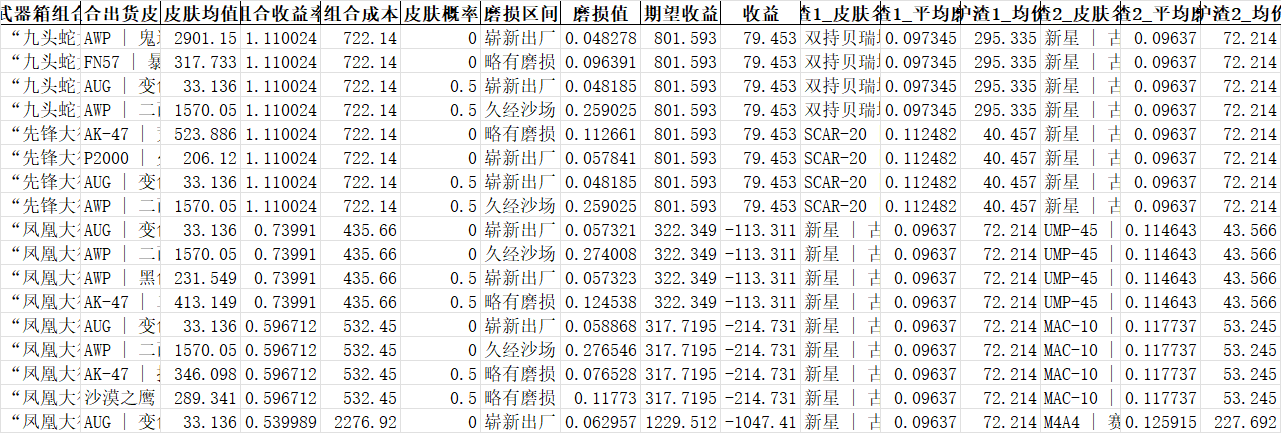 武器箱组合 合出货皮 皮肤均值 组合收益率 组合成本 皮肤概率 磨损区间 磨损值 期望收益 收益 渣1_皮肤名 渣1_平均磨 炉渣1_均价 渣2_皮肤名 渣2_平均磨 炉渣2_均价
“九头蛇 AWP | 鬼 2901.15 1.110024 722.14 0 崭新出厂 0.048278 801.593 79.453 双持贝瑞 0.097345 295.335 新星 | 古 0.09637 72.214
“九头蛇 FN57 | 暴 317.733 1.110024 722.14 0 略有磨损 0.096391 801.593 79.453 双持贝瑞 0.097345 295.335 新星 | 古 0.09637 72.214
“九头蛇 AUG | 变 33.136 1.110024 722.14 0.5 崭新出厂 0.048185 801.593 79.453 双持贝瑞 0.097345 295.335 新星 | 古 0.09637 72.214
“九头蛇 AWP | 二 1570.05 1.110024 722.14 0.5 久经沙场 0.259025 801.593 79.453 双持贝瑞 0.097345 295.335 新星 | 古 0.09637 72.214
“先锋大 AK-47 | 523.886 1.110024 722.14 0 略有磨损 0.112661 801.593 79.453 SCAR-20 0.112482 40.457 新星 | 古 0.09637 72.214
“先锋大 P2000 | 206.12 1.110024 722.14 0 崭新出厂 0.057841 801.593 79.453 SCAR-20 0.112482 40.457 新星 | 古 0.09637 72.214
“先锋大 AUG | 变 33.136 1.110024 722.14 0.5 崭新出厂 0.048185 801.593 79.453 SCAR-20 0.112482 40.457 新星 | 古 0.09637 72.214
“先锋大 AWP | 二 1570.05 1.110024 722.14 0.5 久经沙场 0.259025 801.593 79.453 SCAR-20 0.112482 40.457 新星 | 古 0.09637 72.214
“凤凰大 AUG | 变 33.136 0.73991 435.66 0 崭新出厂 0.057321 322.349 -113.311 新星 | 古 0.09637 72.214 UMP-45 | 0.114643 43.566
“凤凰大 AWP | 二 1570.05 0.73991 435.66 0 久经沙场 0.274008 322.349 -113.311 新星 | 古 0.09637 72.214 UMP-45 | 0.114643 43.566
“凤凰大 AWP | 黑 231.549 0.73991 435.66 0.5 崭新出厂 0.057323 322.349 -113.311 新星 | 古 0.09637 72.214 UMP-45 | 0.114643 43.566
“凤凰大 AK-47 | 413.149 0.73991 435.66 0.5 略有磨损 0.124538 322.349 -113.311 新星 | 古 0.09637 72.214 UMP-45 | 0.114643 43.566
“凤凰大 AUG | 变 33.136 0.596712 532.45 0 崭新出厂 0.058868 317.7195 -214.731 新星 | 古 0.09637 72.214 MAC-10 | 0.117737 53.245
“凤凰大 AWP | 二 1570.05 0.596712 532.45 0 久经沙场 0.276546 317.7195 -214.731 新星 | 古 0.09637 72.214 MAC-10 | 0.117737 53.245
“凤凰大 AK-47 | 346.098 0.596712 532.45 0.5 略有磨损 0.076528 317.7195 -214.731 新星 | 古 0.09637 72.214 MAC-10 | 0.117737 53.245
“凤凰大 沙漠之鹰 289.341 0.596712 532.45 0.5 略有磨损 0.11773 317.7195 -214.731 新星 | 古 0.09637 72.214 MAC-10 | 0.117737 53.245
“凤凰大 AUG | 变 33.136 0.539989 2276.92 0 崭新出厂 0.062957 1229.512 -1047.41 新星 | 古 0.09637 72.214 M4A4 | 赛 0.125915 227.692